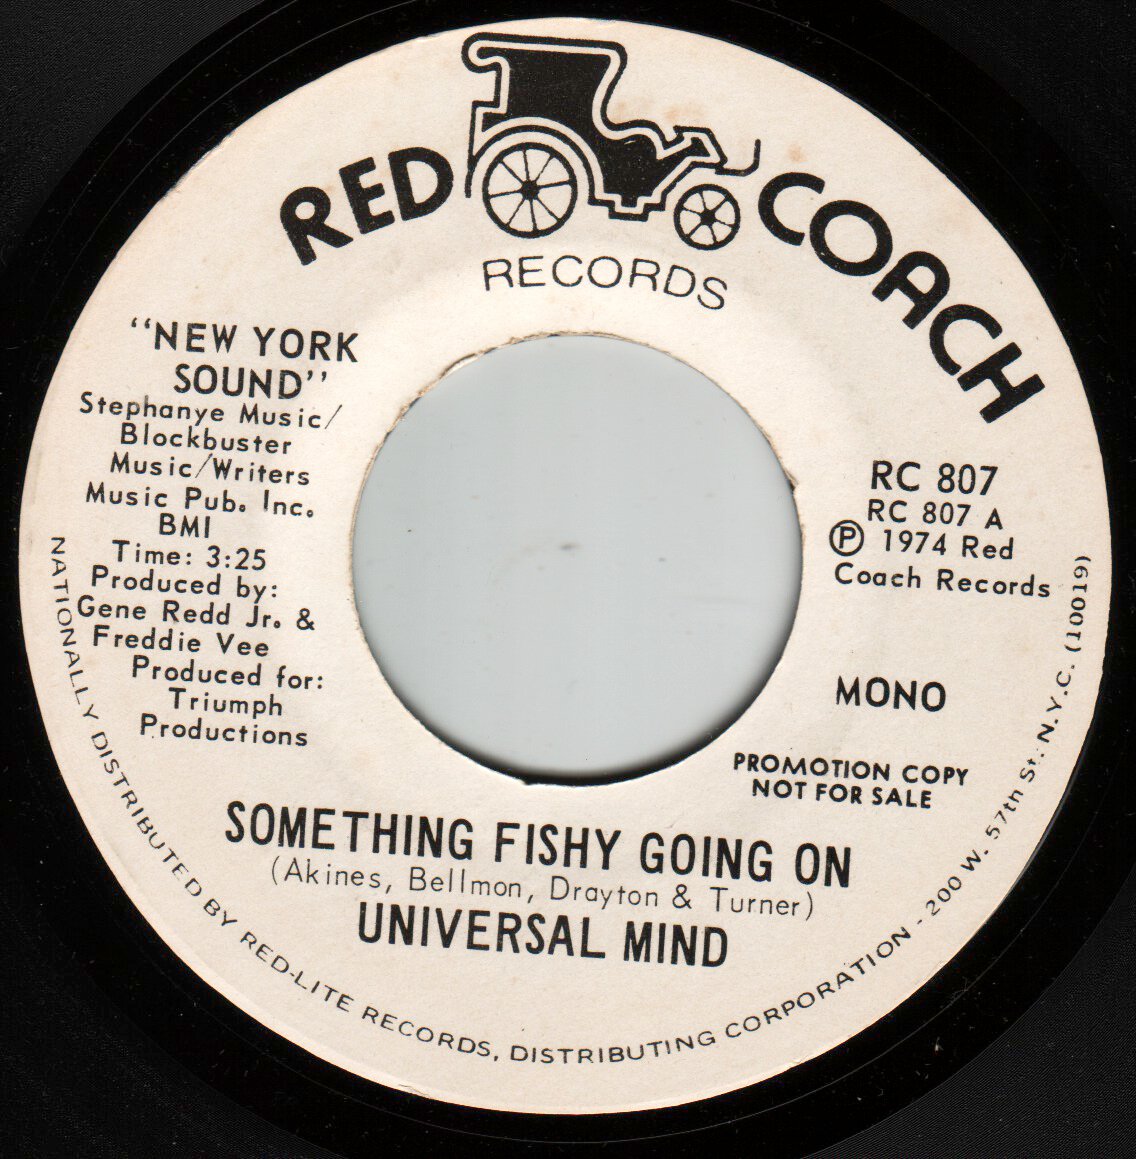 RED COACH
RECORDS
"NEW YORK
SOUND"
Stephanye Music/
Blockbuster
Music/Writers
Music Pub. Inc.
BMI
Time: 3:25
Produced by:
Gene Redd Jr. &
Freddie Vee
Produced for:
Triumph
Productions
RC 807
RC 807 A
Ⓟ 1974 Red
Coach Records
MONO
PROMOTION COPY
NOT FOR SALE
SOMETHING FISHY GOING ON
(Akines, Bellmon, Drayton & Turner)
UNIVERSAL MIND
NATIONALLY DISTRIBUTED BY RED-LITE RECORDS, DISTRIBUTING CORPORATION - 200 W. 57th St. N.Y.C. (10019)